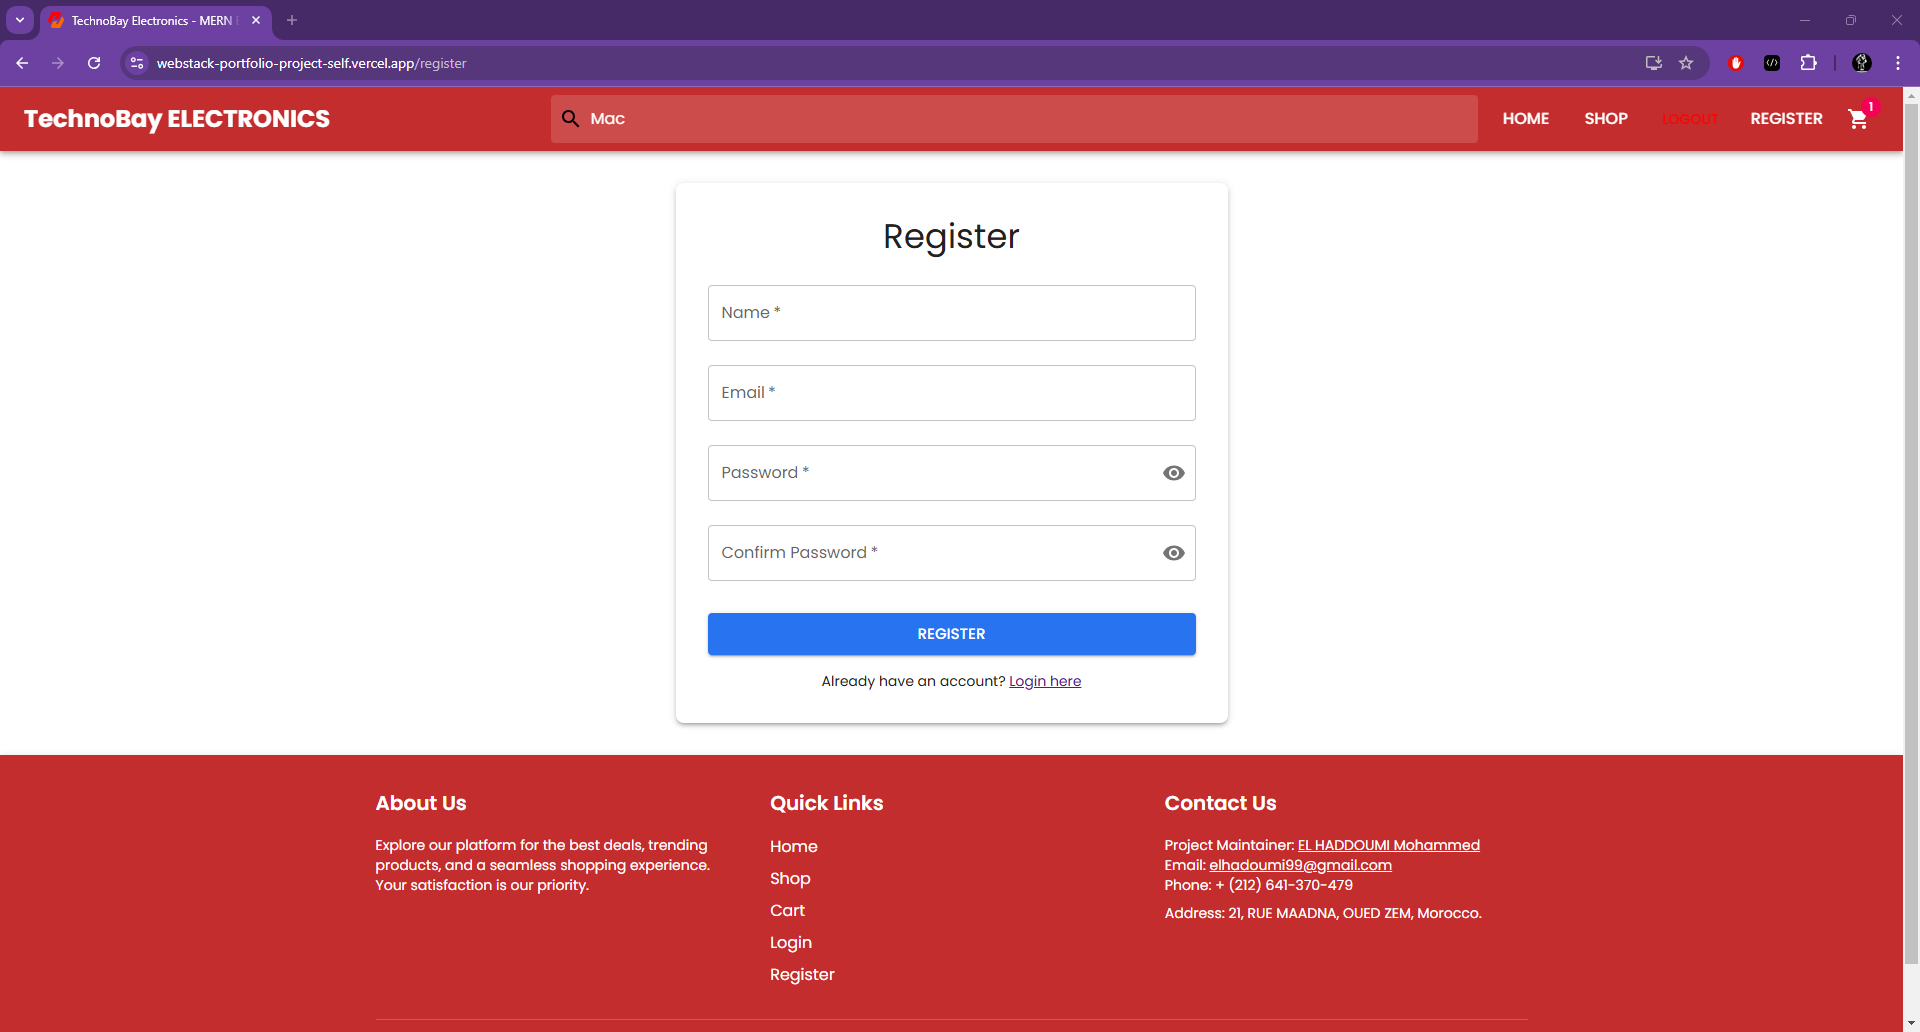 TechnoBay Electronics - MERN
webstack-portfolio-project-self.vercel.app/register
TechnoBay ELECTRONICS
Mac
HOME
SHOP
LOGOUT
REGISTER
1
Register
Name *
Email *
Password *
Confirm Password *
REGISTER
Already have an account? Login here
About Us
Explore our platform for the best deals, trending
products, and a seamless shopping experience.
Your satisfaction is our priority.
Quick Links
Home
Shop
Cart
Login
Register
Contact Us
Project Maintainer: EL HADDOUMI Mohammed
Email: elhadoumi99@gmail.com
Phone: + (212) 641-370-479
Address: 21, RUE MAADNA, OUED ZEM, Morocco.